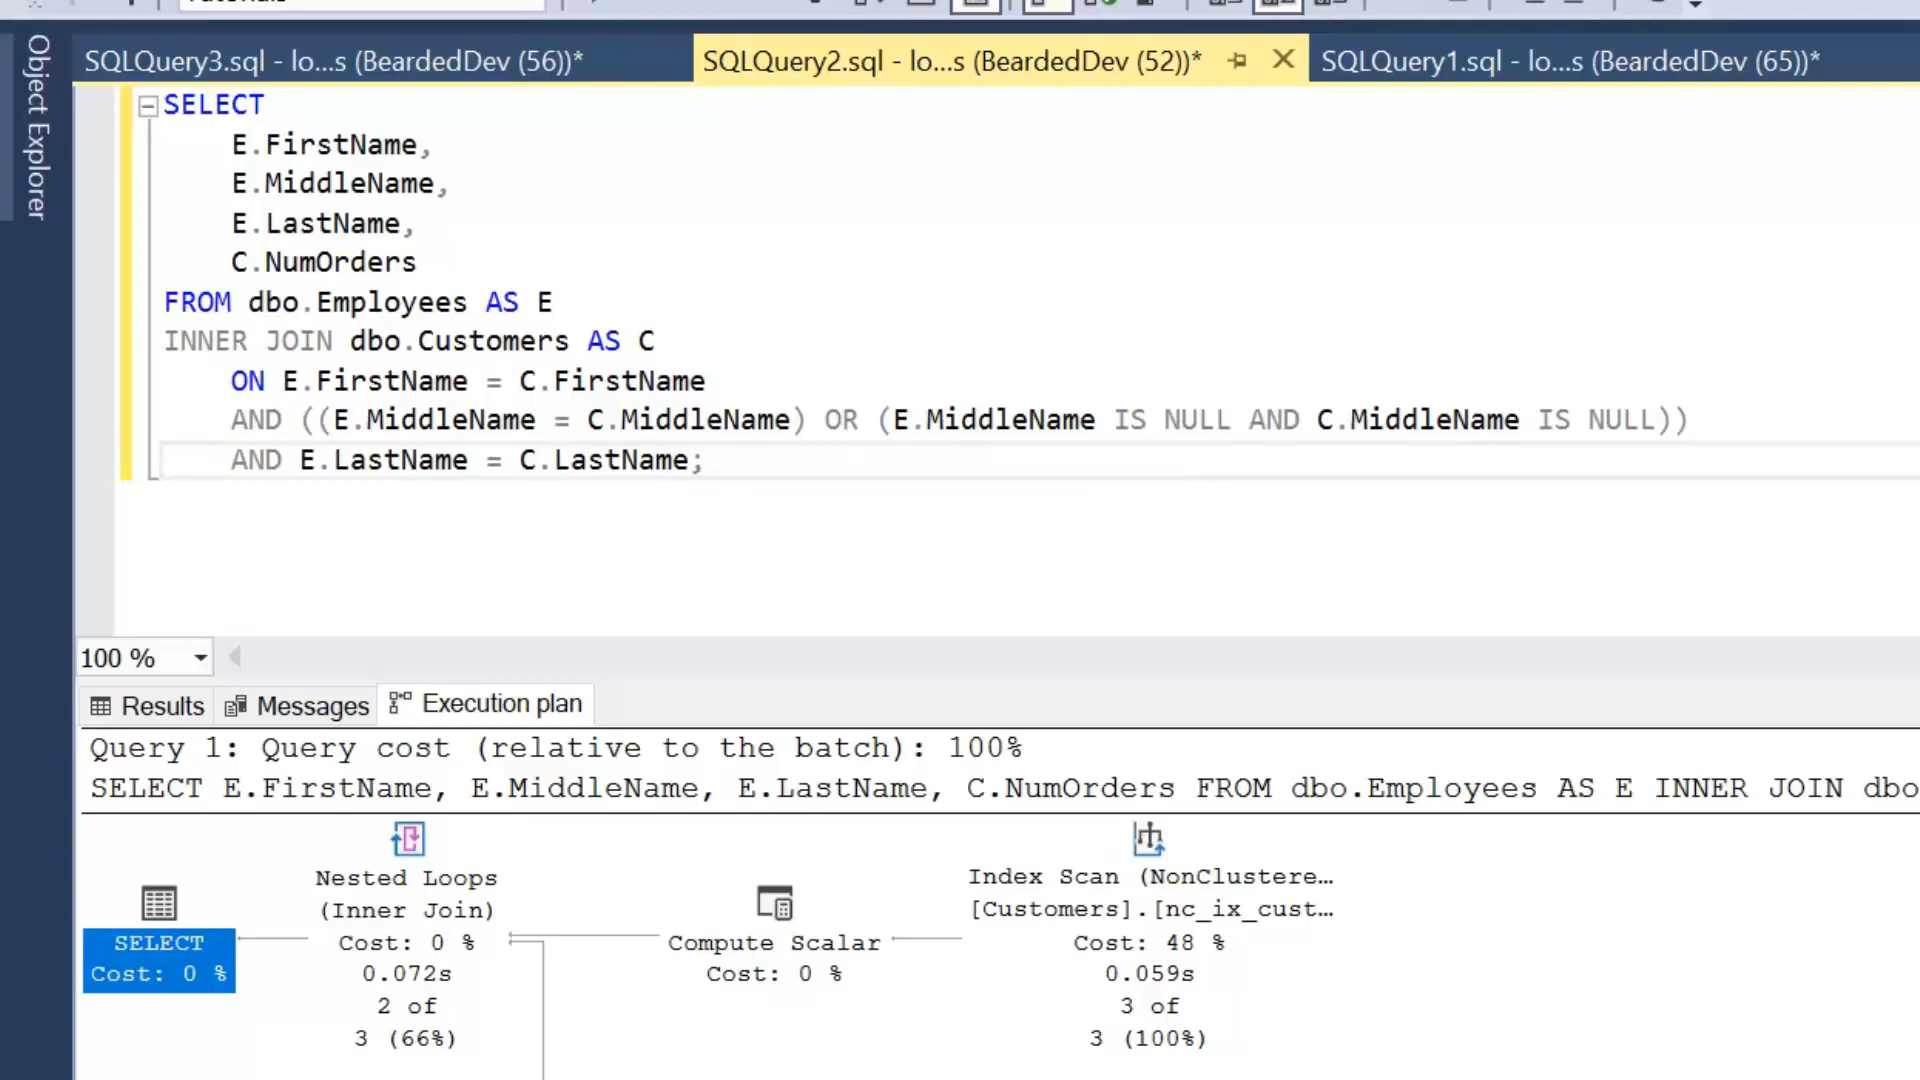 Object Explorer
SQLQuery3.sql - lo...s (BeardedDev (56))*
SQLQuery2.sql - lo...s (BeardedDev (52))*
SQLQuery1.sql - lo...s (BeardedDev (65))*
SELECT
E.FirstName,
E.MiddleName,
E.LastName,
C.NumOrders
FROM dbo.Employees AS E
INNER JOIN dbo.Customers AS C
ON E.FirstName = C.FirstName
AND ((E.MiddleName = C.MiddleName) OR (E.MiddleName IS NULL AND C.MiddleName IS NULL))
AND E.LastName = C.LastName;
100 %
Results
Messages
Execution plan
Query 1: Query cost (relative to the batch): 100%
SELECT E.FirstName, E.MiddleName, E.LastName, C.NumOrders FROM dbo.Employees AS E INNER JOIN dbo
SELECT
Cost: 0 %
Nested Loops
(Inner Join)
Cost: 0 %
0.072s
2 of
3 (66%)
Compute Scalar
Cost: 0 %
Index Scan (NonClustere...
[Customers].[nc_ix_cust...
Cost: 48 %
0.059s
3 of
3 (100%)